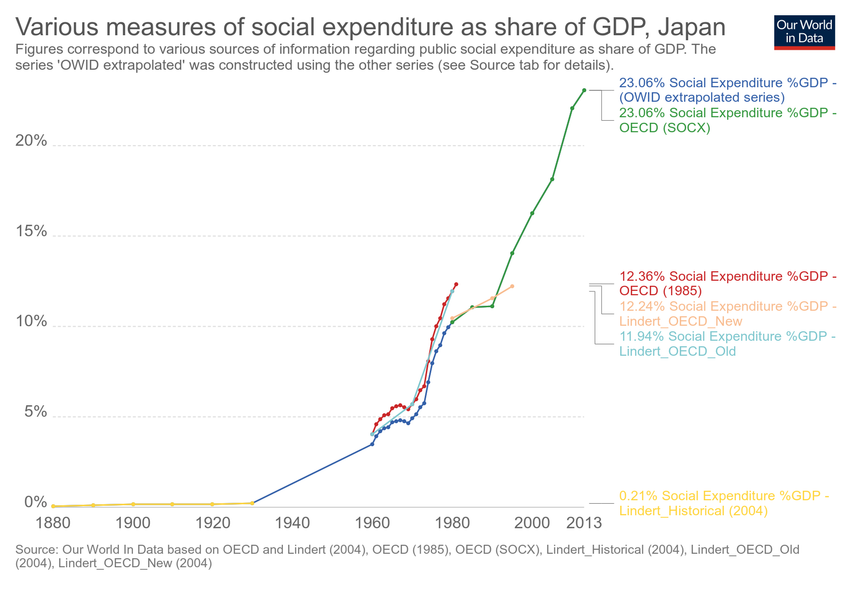 Various measures of social expenditure as share of GDP, Japan
Our World
in Data
Figures correspond to various sources of information regarding public social expenditure as share of GDP. The
series 'OWID extrapolated' was constructed using the other series (see Source tab for details).
23.06% Social Expenditure %GDP -
(OWID extrapolated series)
23.06% Social Expenditure %GDP -
OECD (SOCX)
20%
15%
12.36% Social Expenditure %GDP -
OECD (1985)
12.24% Social Expenditure %GDP -
Lindert_OECD_New
10%
11.94% Social Expenditure %GDP -
Lindert_OECD_Old
5%
0.21% Social Expenditure %GDP -
Lindert_Historical (2004)
0%
1880
1900
1920
1940
1960
1980
2000
2013
Source: Our World In Data based on OECD and Lindert (2004), OECD (1985), OECD (SOCX), Lindert_Historical (2004), Lindert_OECD_Old
(2004), Lindert_OECD_New (2004)